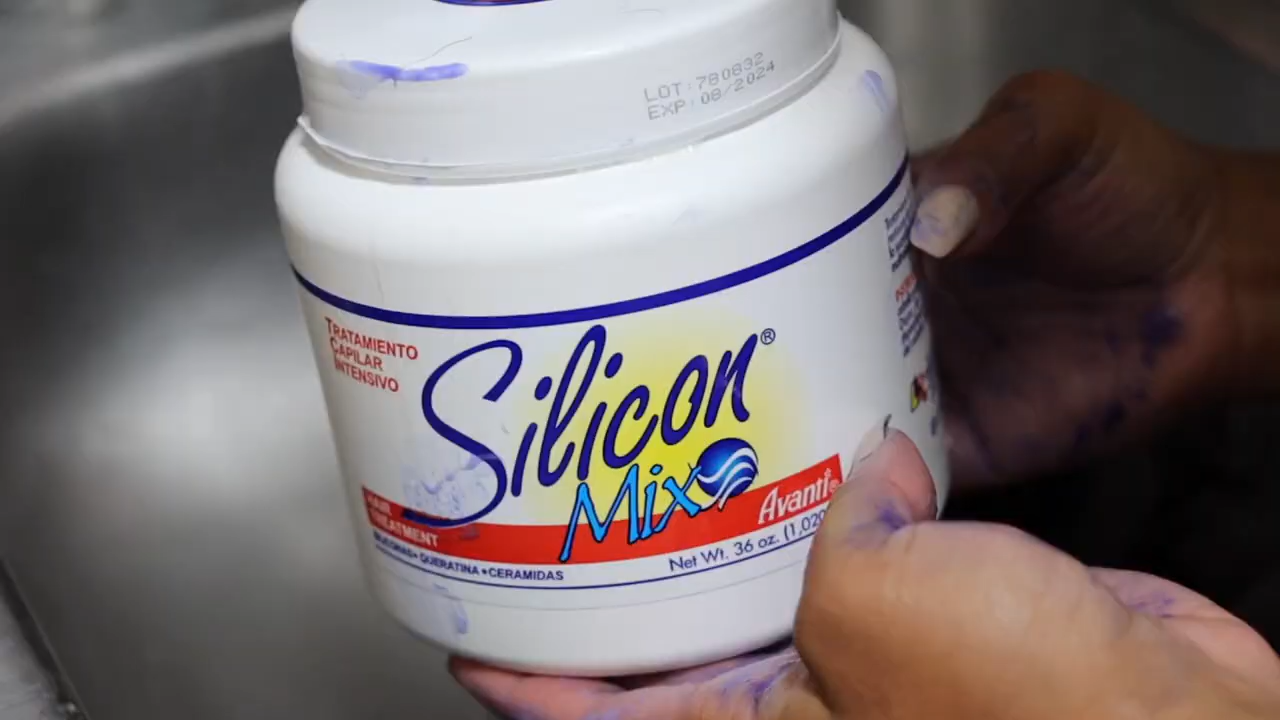 LOT:780832
EXP:08/2024
TRATAMIENTO
CAPILAR
INTENSIVO
Silicon®
Mix
HAIR
TREATMENT
Avanti®
QUERATINA • CERAMIDAS
Net Wt. 36 oz. (1,020